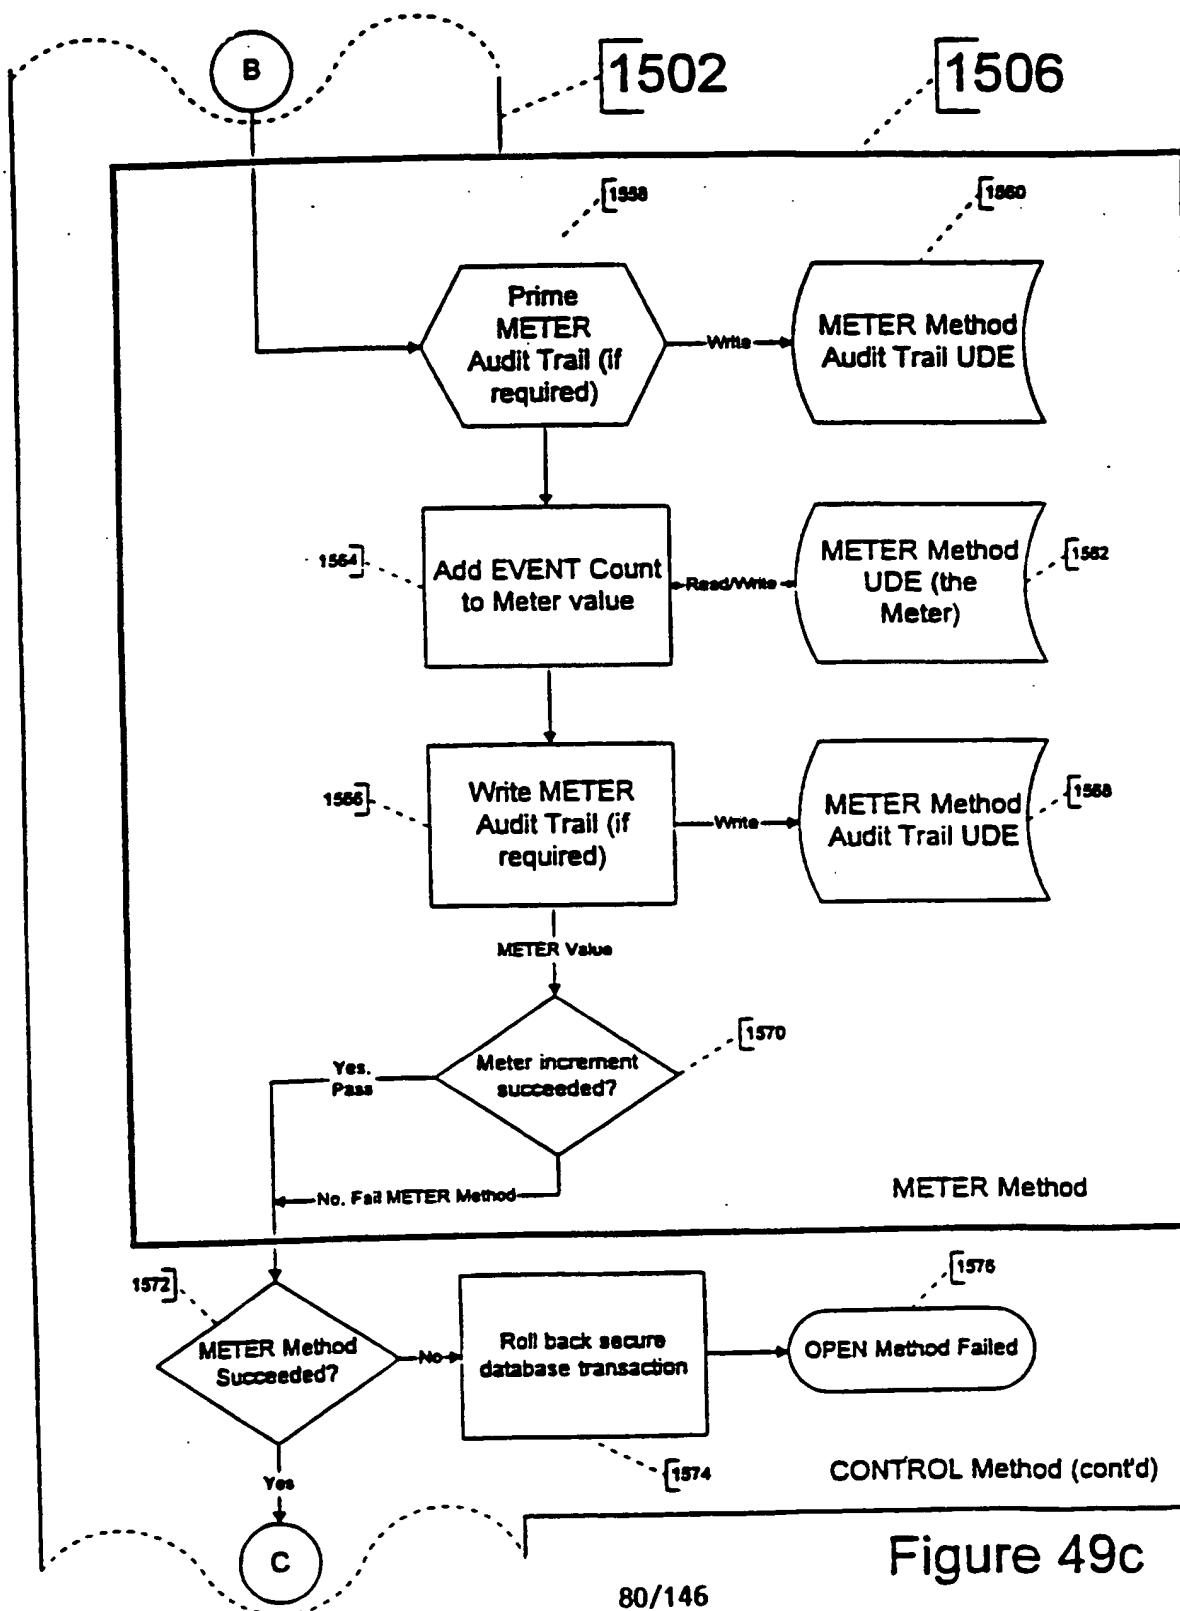 B
1502
1506
1558
1560
Prime
METER
Audit Trail (if
required)
Write
METER Method
Audit Trail UDE
1564
Add EVENT Count
to Meter value
Read/Write
METER Method
UDE (the
Meter)
1562
1566
Write METER
Audit Trail (if
required)
Write
METER Method
Audit Trail UDE
1568
METER Value
Meter increment
succeeded?
1570
Yes.
Pass
No. Fail METER Method
METER Method
1572
METER Method
Succeeded?
No
Roll back secure
database transaction
1576
OPEN Method Failed
1574
Yes
CONTROL Method (cont'd)
C
Figure 49c
80/146